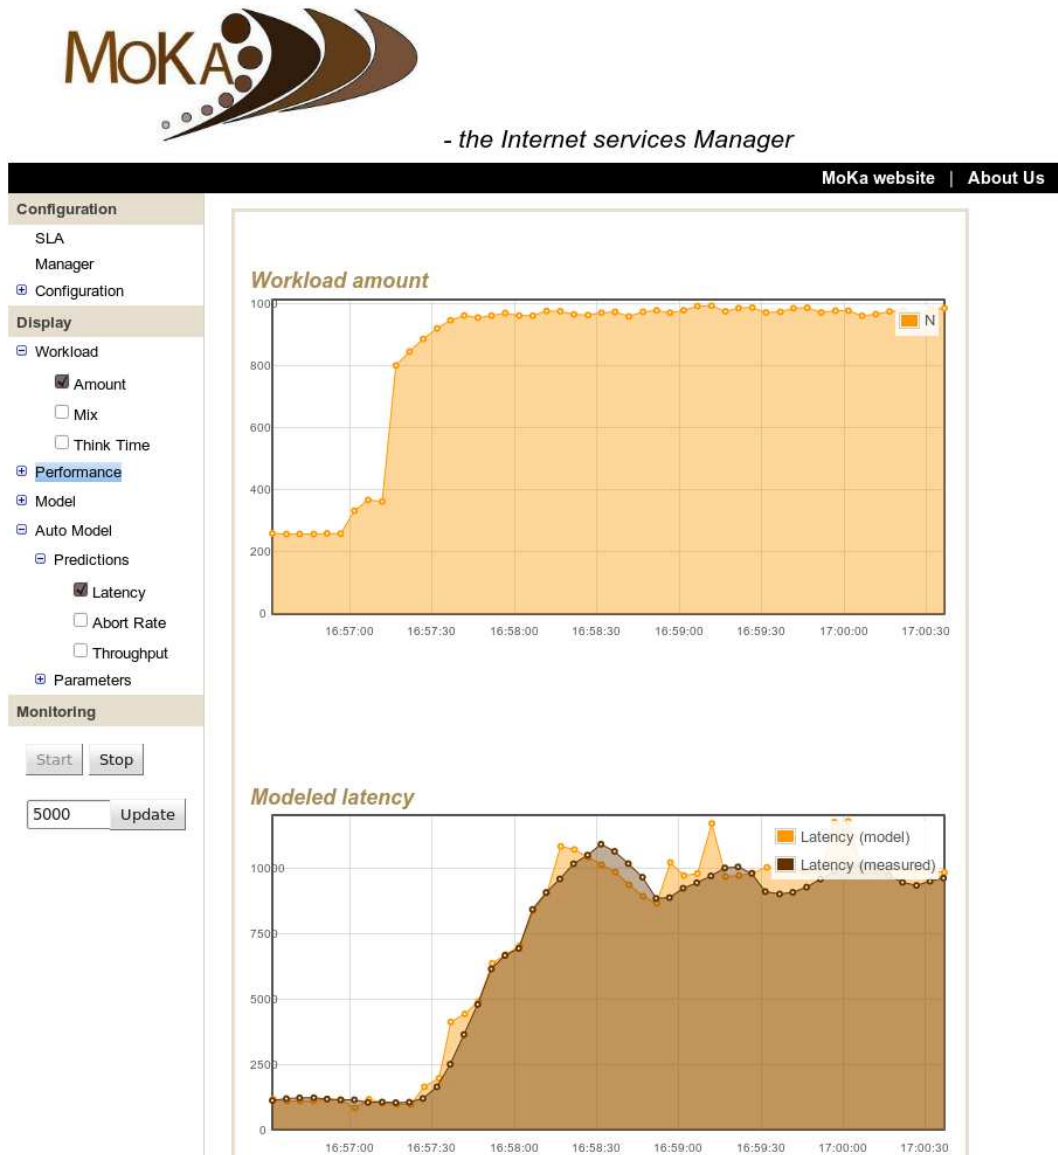 MoKa
- the Internet services Manager
MoKa website | About Us
Configuration
SLA
Manager
Configuration
Display
Workload
Amount
Mix
Think Time
Performance
Model
Auto Model
Predictions
Latency
Abort Rate
Throughput
Parameters
Monitoring
Start Stop
5000 Update
Workload amount
1000
800
600
400
200
0
N
16:57:00 16:57:30 16:58:00 16:58:30 16:59:00 16:59:30 17:00:00 17:00:30
Modeled latency
Latency (model)
Latency (measured)
10000
7500
5000
2500
0
16:57:00 16:57:30 16:58:00 16:58:30 16:59:00 16:59:30 17:00:00 17:00:30